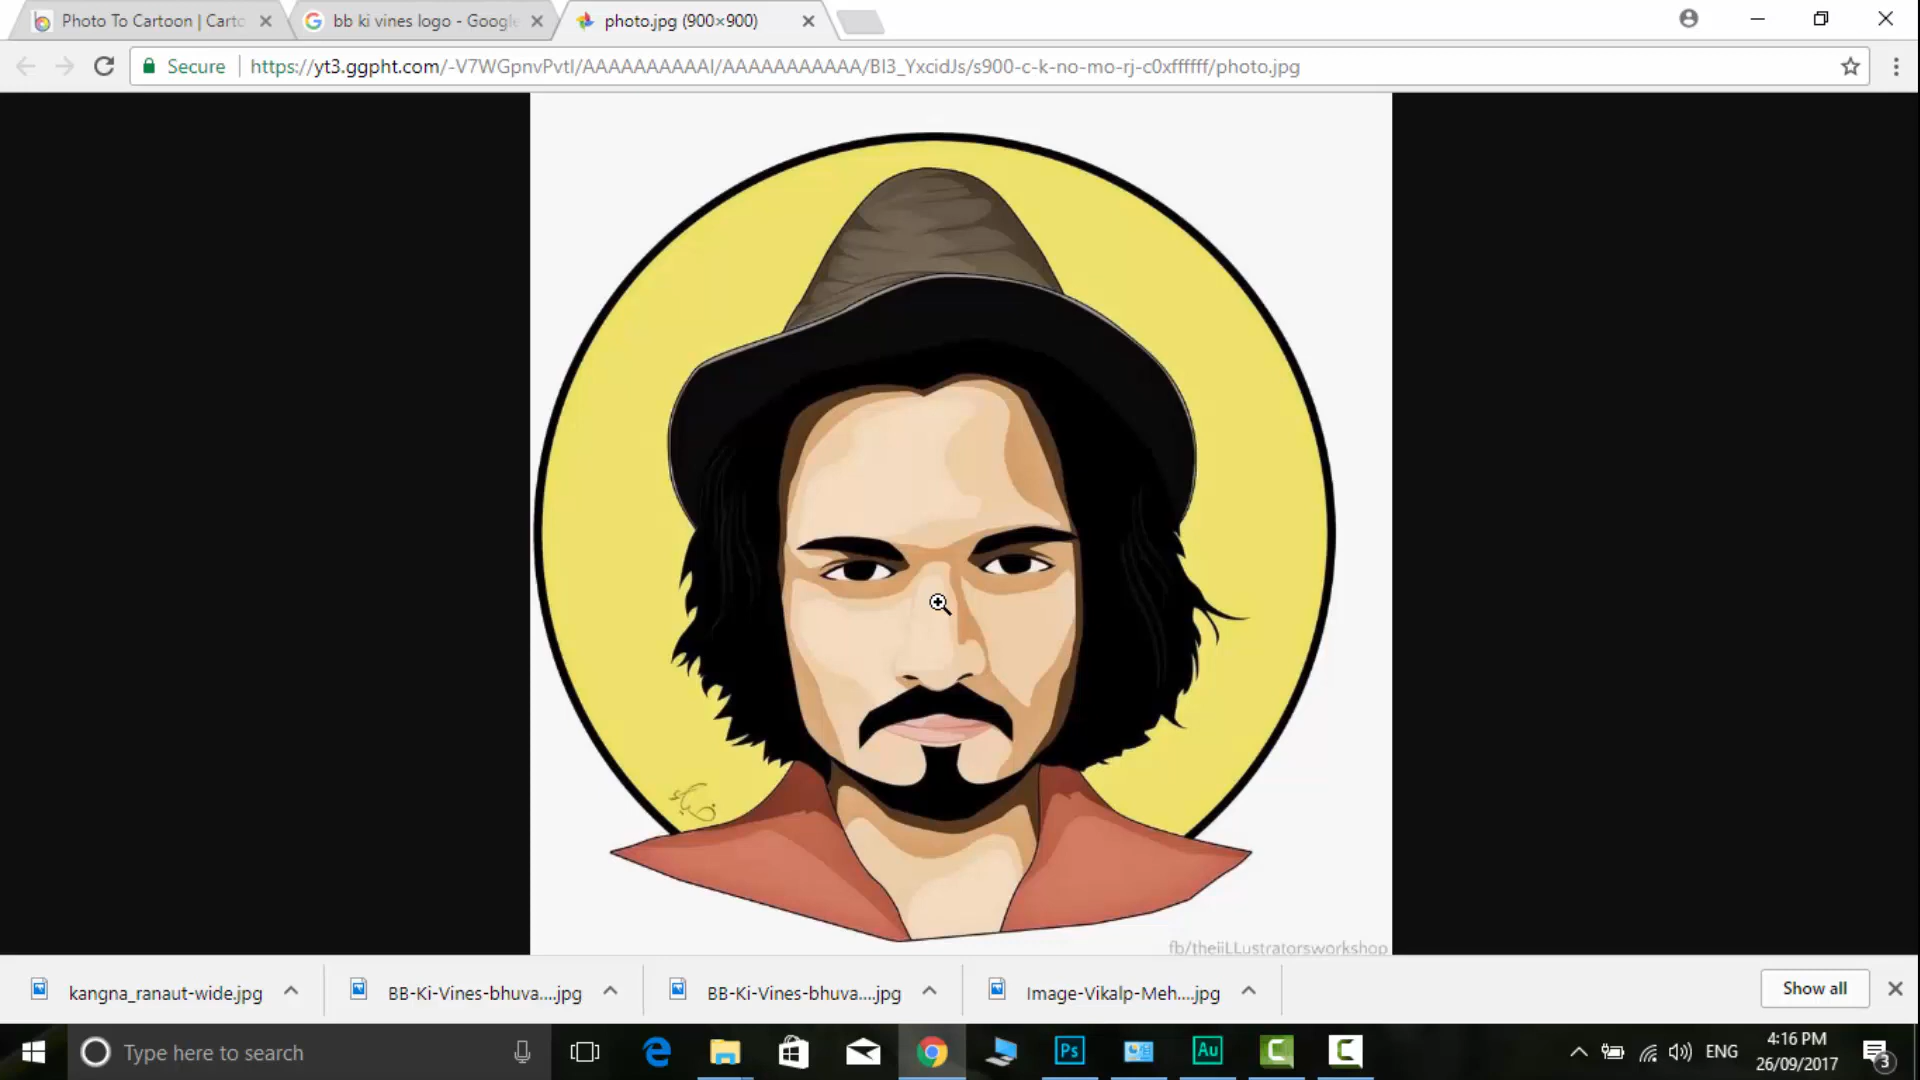 Photo To Cartoon | Carto
bb ki vines logo - Google
photo.jpg (900×900)
Secure
https://yt3.ggpht.com/-V7WGpnvPvtI/AAAAAAAAAAI/AAAAAAAAAAA/BI3_YxcidJs/s900-c-k-no-mo-rj-c0xffffff/photo.jpg
fb/theiiLLustratorsworkshop
kangna_ranaut-wide.jpg
BB-Ki-Vines-bhuva....jpg
BB-Ki-Vines-bhuva....jpg
Image-Vikalp-Meh....jpg
Show all
Type here to search
Ps
Au
ENG
4:16 PM
26/09/2017
3